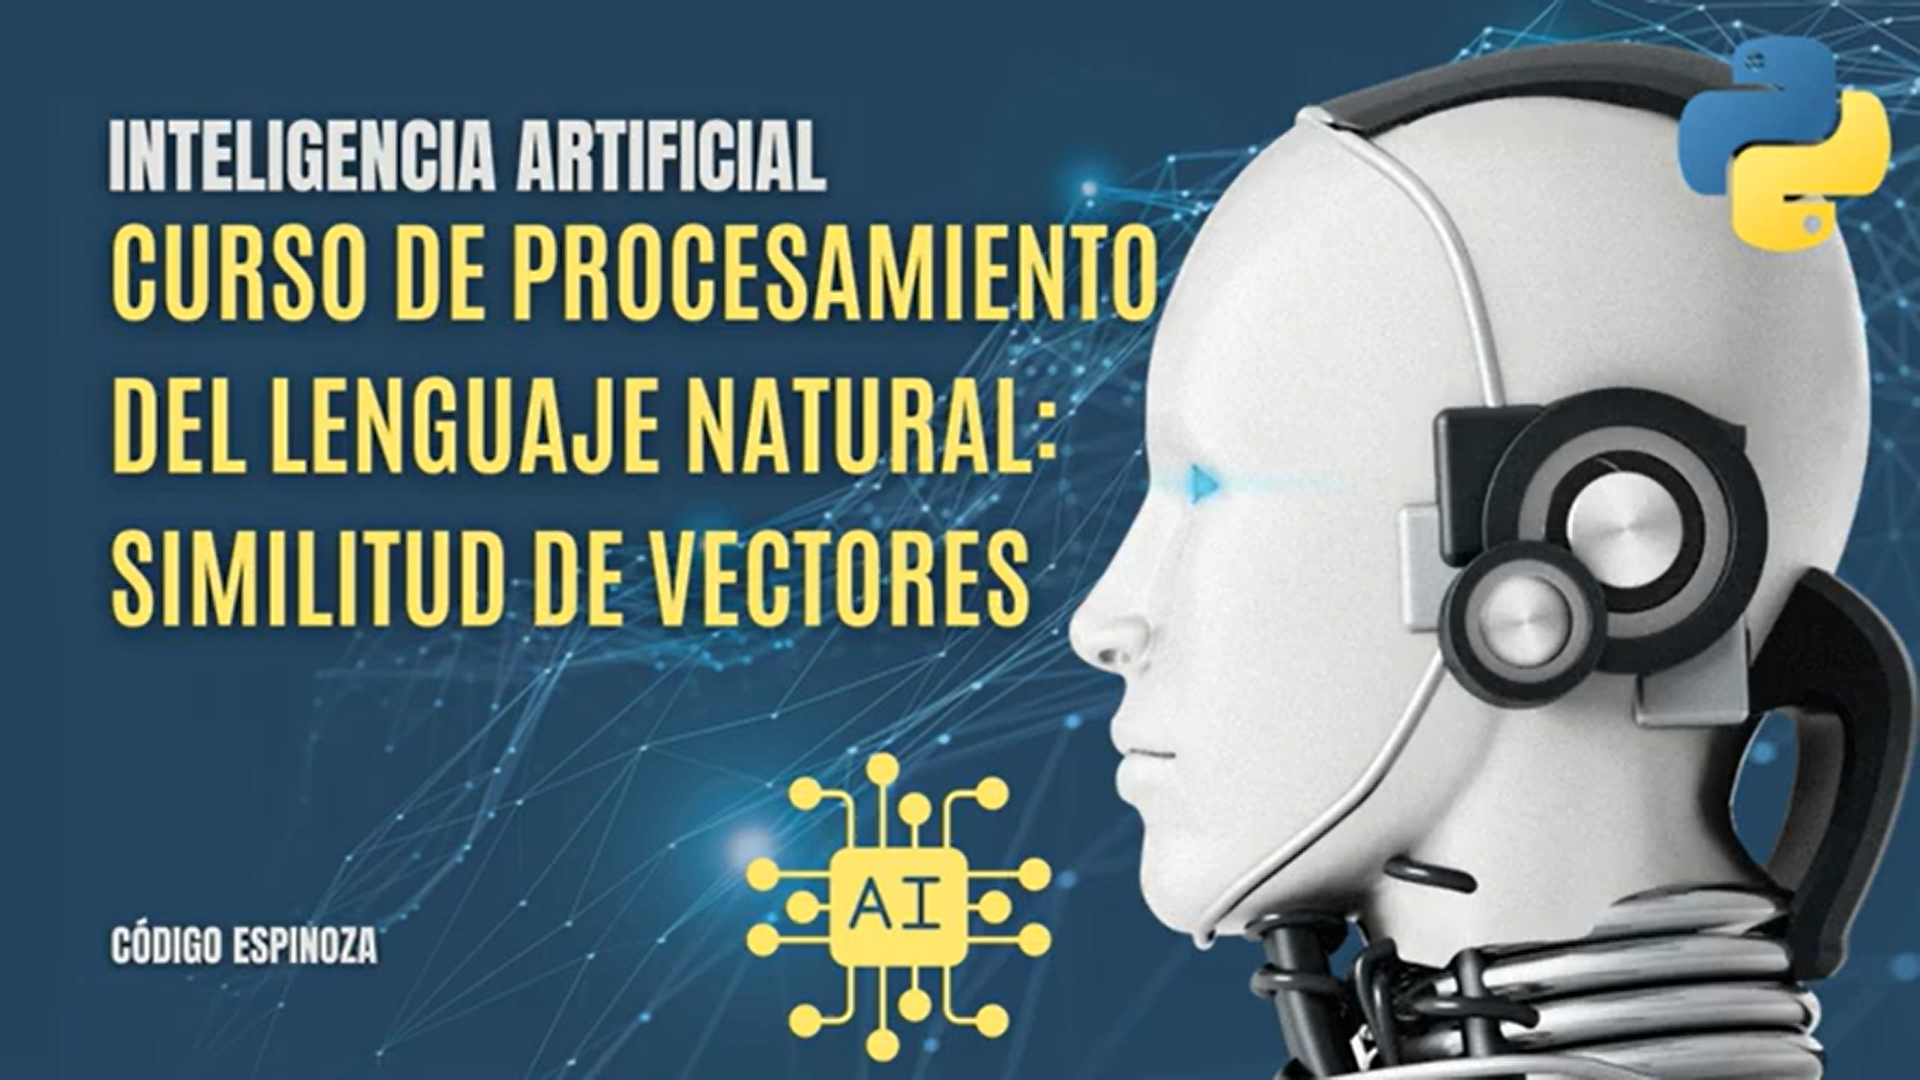 INTELIGENCIA ARTIFICIAL
CURSO DE PROCESAMIENTO
DEL LENGUAJE NATURAL:
SIMILITUD DE VECTORES
AI
CÓDIGO ESPINOZA